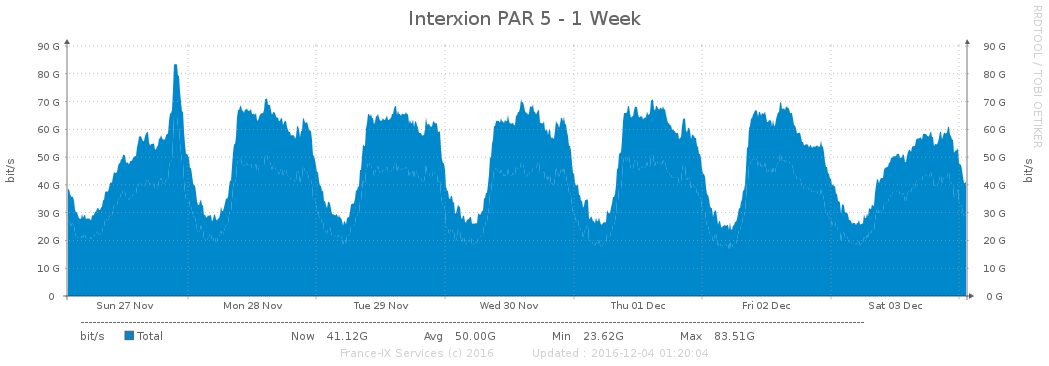 Interxion PAR 5 - 1 Week
RRDTOOL / TOBI OETIKER
bit/s
90 G 90 G
80 G 80 G
70 G 70 G
60 G 60 G
50 G 50 G
40 G 40 G
30 G 30 G
20 G 20 G
10 G 10 G
0 0 G
bit/s
Sun 27 Nov Mon 28 Nov Tue 29 Nov Wed 30 Nov Thu 01 Dec Fri 02 Dec Sat 03 Dec
bit/s Total Now 41.12G Avg 50.00G Min 23.62G Max 83.51G
France-IX Services (c) 2016 Updated : 2016-12-04 01:20:04